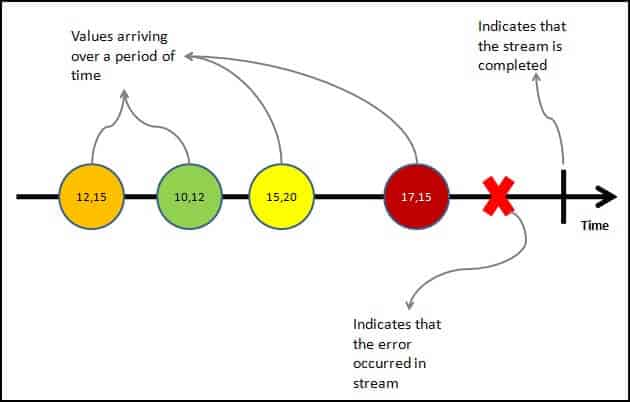 Values arriving
over a period of
time
Indicates that
the stream is
completed
12,15
10,12
15,20
17,15
Time
Indicates that
the error
occurred in
stream